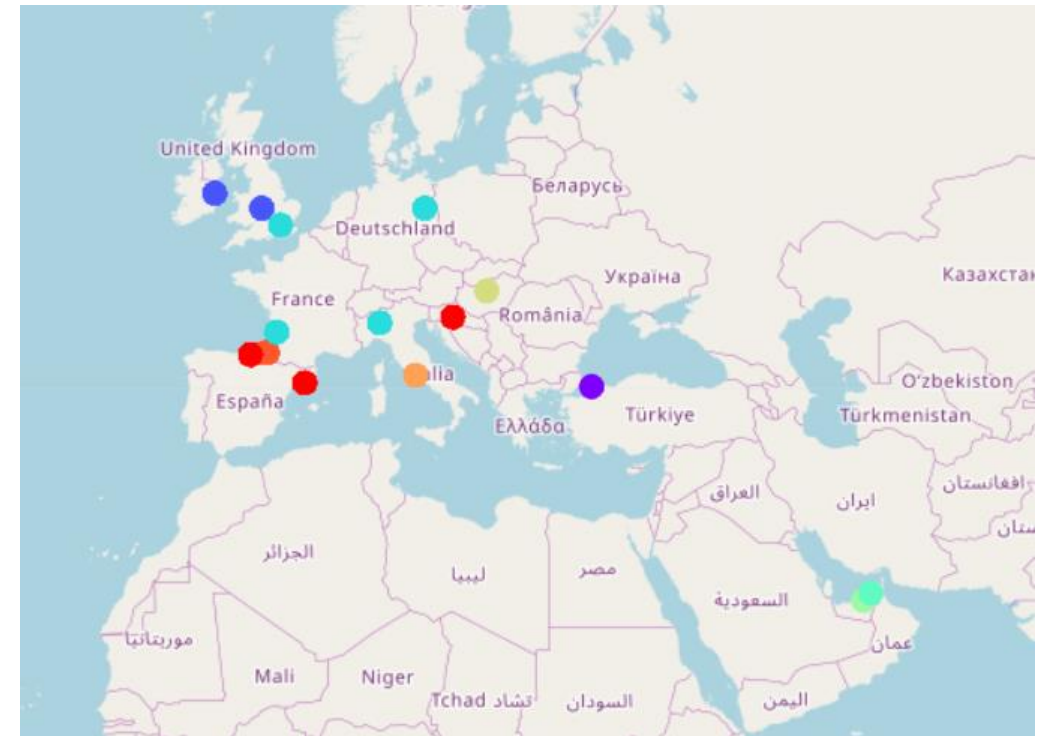 United Kingdom
Беларусь
Deutschland
Україна
Казахстан
France
România
alia
O'zbekiston
España
Türkiye
Türkmenistan
Ελλάδα
افغانستان
العراق
ایران
ستان
الجزائر
ليبيا
مصر
السعودية
عمان
موريتانيا
Mali
Niger
Tchad تشاد
السودان
اليمن